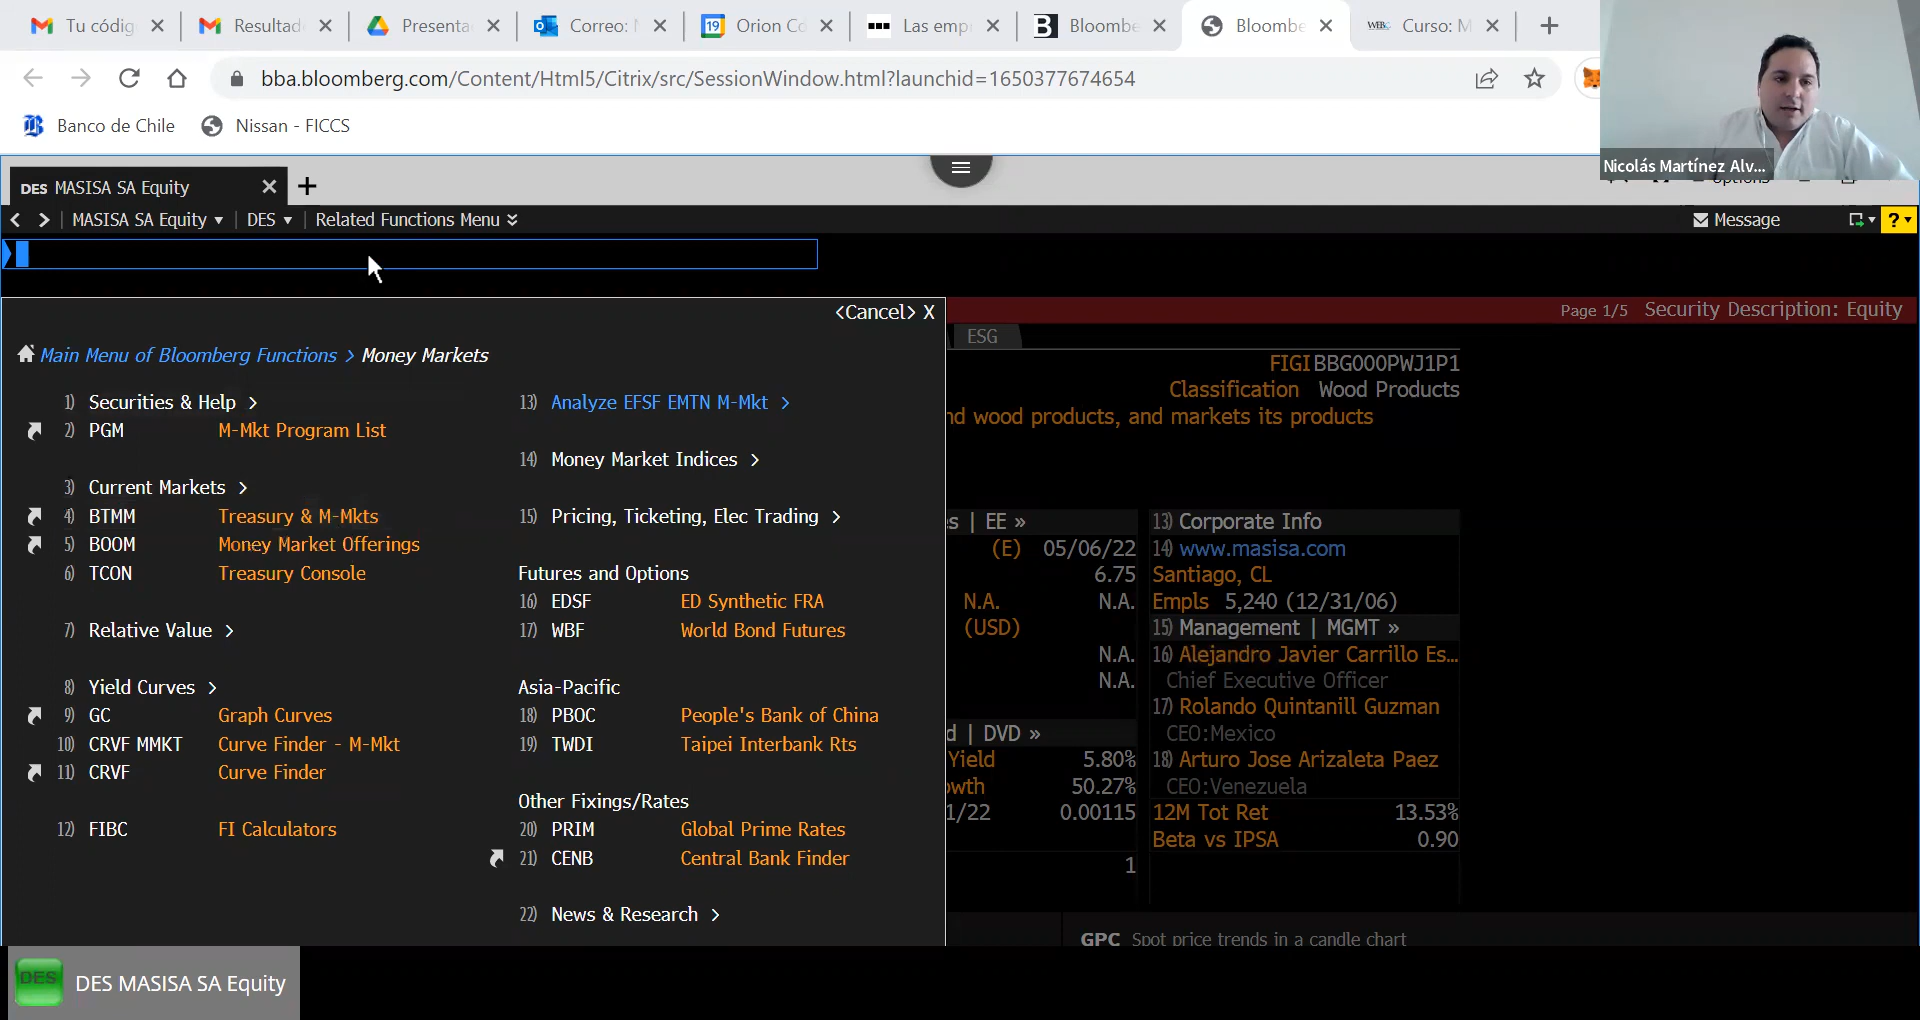 Tu códig
Resultad
Presenta
Correo: N
19
Orion Có
Las emp
B
Bloombe
Bloombe
WEBC
Curso: M
bba.bloomberg.com/Content/Html5/Citrix/src/SessionWindow.html?launchid=1650377674654
Banco de Chile
Nissan - FICCS
Nicolás Martínez Alv...
DES MASISA SA Equity
MASISA SA Equity
DES
Related Functions Menu
Message
?
<Cancel> X
Page 1/5 Security Description: Equity
ESG
Main Menu of Bloomberg Functions > Money Markets
1) Securities & Help >
2) PGM M-Mkt Program List
3) Current Markets >
4) BTMM Treasury & M-Mkts
5) BOOM Money Market Offerings
6) TCON Treasury Console
7) Relative Value >
8) Yield Curves >
9) GC Graph Curves
10) CRVF MMKT Curve Finder - M-Mkt
11) CRVF Curve Finder
12) FIBC FI Calculators
13) Analyze EFSF EMTN M-Mkt >
14) Money Market Indices >
15) Pricing, Ticketing, Elec Trading >
Futures and Options
16) EDSF ED Synthetic FRA
17) WBF World Bond Futures
Asia-Pacific
18) PBOC People's Bank of China
19) TWDI Taipei Interbank Rts
Other Fixings/Rates
20) PRIM Global Prime Rates
21) CENB Central Bank Finder
22) News & Research >
FIGI BBG000PWJ1P1
Classification Wood Products
nd wood products, and markets its products
s | EE »
(E) 05/06/22
6.75
N.A. N.A.
(USD)
N.A.
N.A.
d | DVD »
Yield 5.80%
owth 50.27%
1/22 0.00115
1
13) Corporate Info
14) www.masisa.com
Santiago, CL
Empls 5,240 (12/31/06)
15) Management | MGMT »
16) Alejandro Javier Carrillo Es...
Chief Executive Officer
17) Rolando Quintanill Guzman
CEO:Mexico
18) Arturo Jose Arizaleta Paez
CEO:Venezuela
12M Tot Ret 13.53%
Beta vs IPSA 0.90
GPC Spot price trends in a candle chart
DES
DES MASISA SA Equity